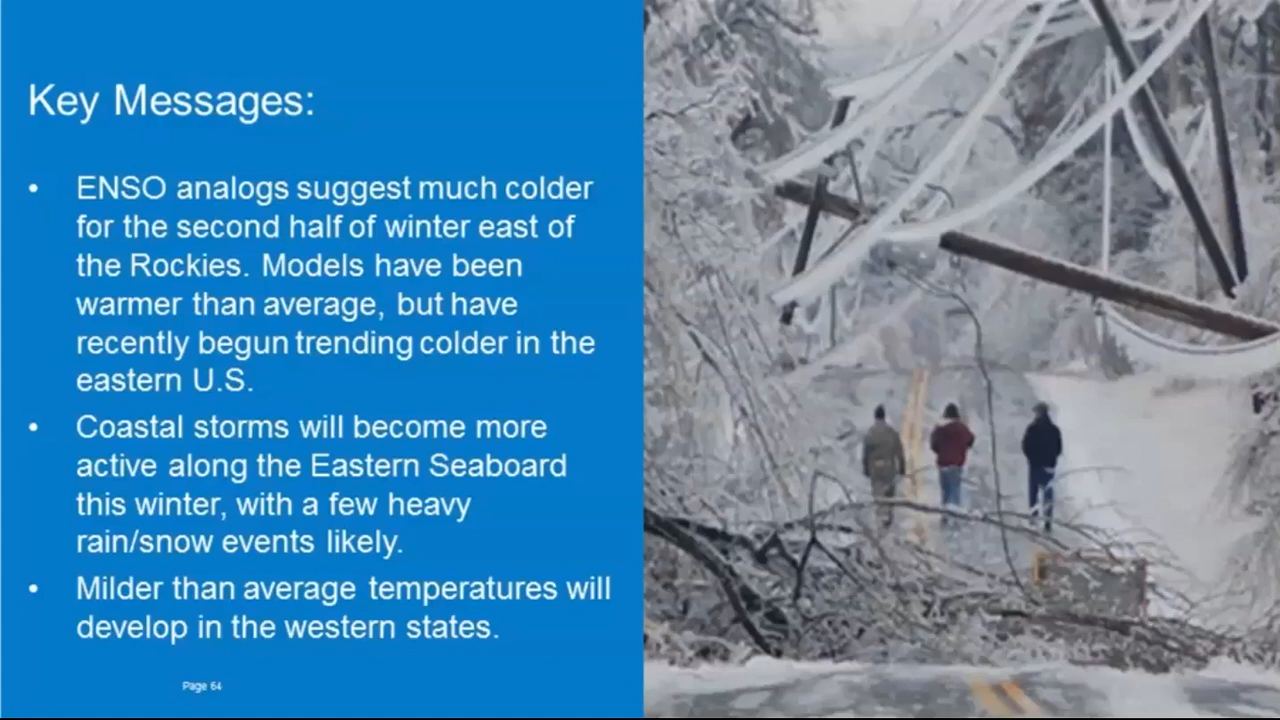 Key Messages:
• ENSO analogs suggest much colder
for the second half of winter east of
the Rockies. Models have been
warmer than average, but have
recently begun trending colder in the
eastern U.S.
• Coastal storms will become more
active along the Eastern Seaboard
this winter, with a few heavy
rain/snow events likely.
• Milder than average temperatures will
develop in the western states.
Page 64